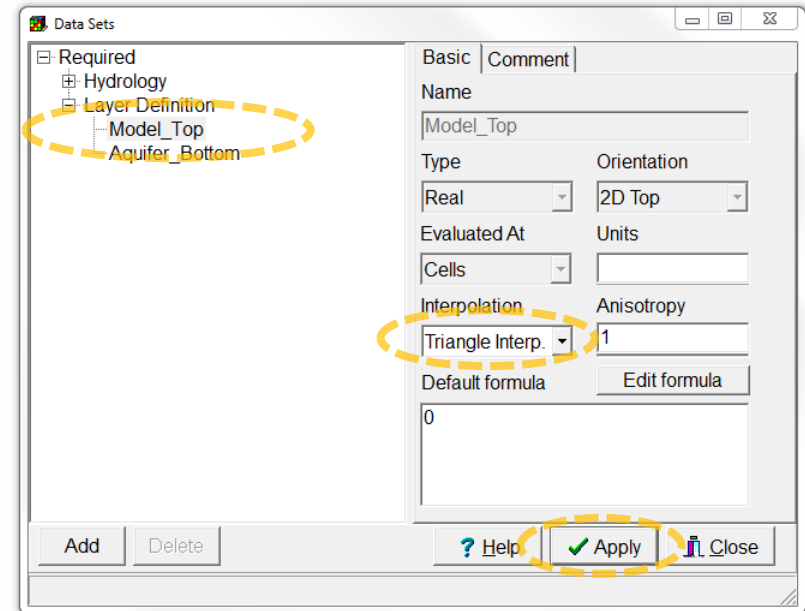 Data Sets
Required
Hydrology
Layer Definition
Model_Top
Aquifer_Bottom
Basic
Comment
Name
Model_Top
Type
Orientation
Real
2D Top
Evaluated At
Units
Cells
Interpolation
Anisotropy
Triangle Interp.
1
Default formula
Edit formula
0
Add
Delete
? Help
Apply
Close